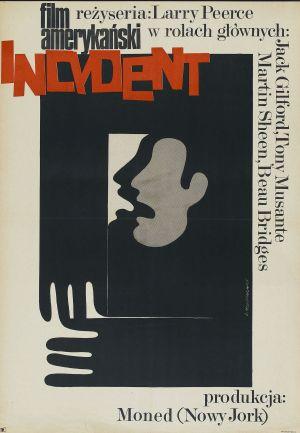 film
amerykański
reżyseria: Larry Peerce
w rolach głównych:
INCYDENT
Jack Gilford, Tony Musante
Martin Sheen, Beau Bridges
produkcja:
Moned (Nowy Jork)